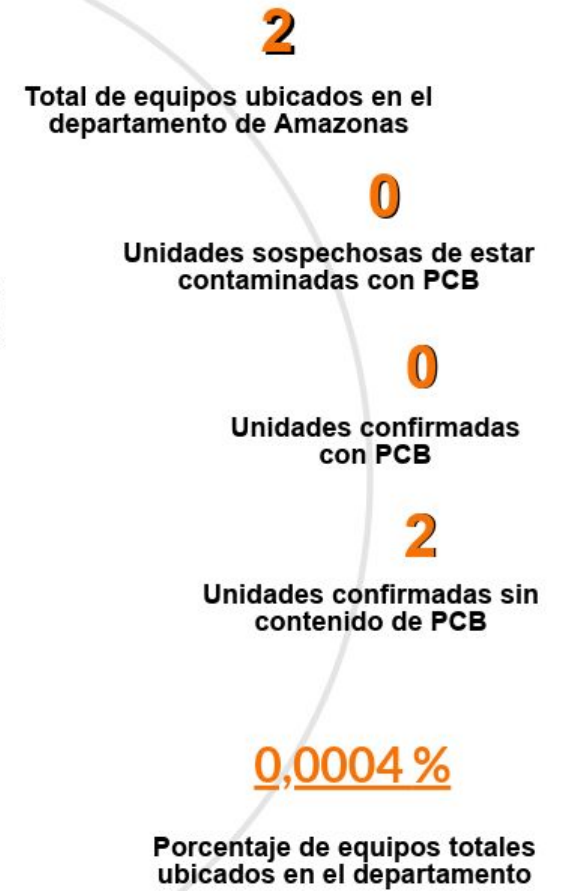 2
Total de equipos ubicados en el
departamento de Amazonas
0
Unidades sospechosas de estar
contaminadas con PCB
0
Unidades confirmadas
con PCB
2
Unidades confirmadas sin
contenido de PCB
0,0004 %
Porcentaje de equipos totales
ubicados en el departamento